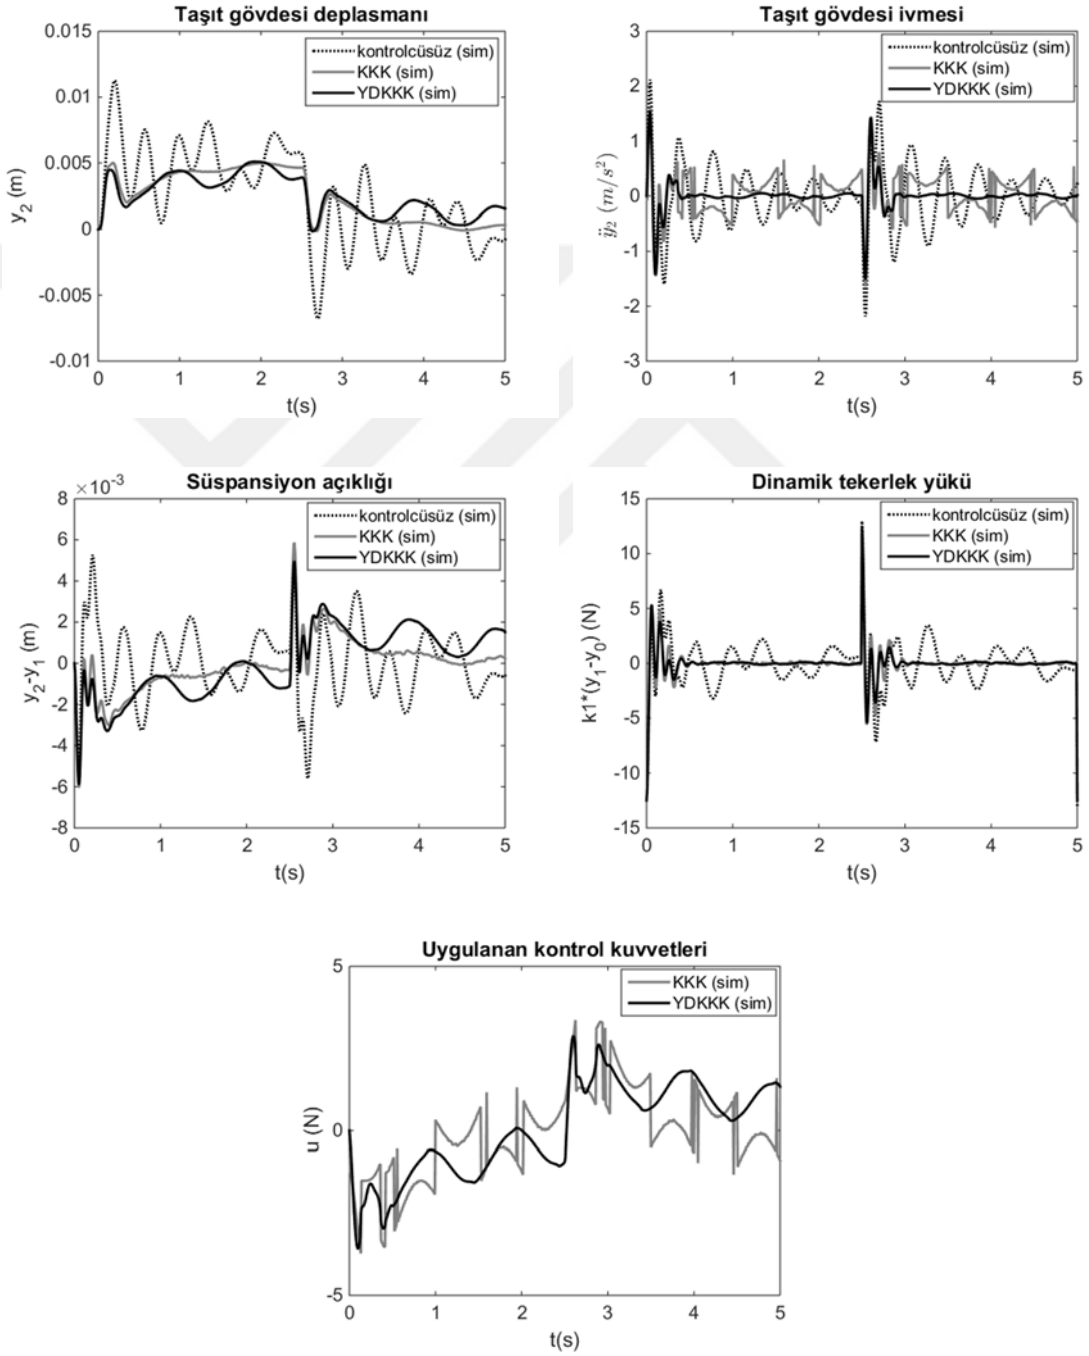 Taşıt gövdesi deplasmanı
0.015
0.01
0.005
0
-0.005
-0.01
y₂ (m)
kontrolcüsüz (sim)
KKK (sim)
YDKKK (sim)
0 1 2 3 4 5
t(s)
Taşıt gövdesi ivmesi
3
2
1
0
-1
-2
-3
ÿ₂ (m/s²)
kontrolcüsüz (sim)
KKK (sim)
YDKKK (sim)
0 1 2 3 4 5
t(s)
Süspansiyon açıklığı
×10⁻³
8
6
4
2
0
-2
-4
-6
-8
y₂-y₁ (m)
kontrolcüsüz (sim)
KKK (sim)
YDKKK (sim)
0 1 2 3 4 5
t(s)
Dinamik tekerlek yükü
15
10
5
0
-5
-10
-15
k1*(y₁-y₀) (N)
kontrolcüsüz (sim)
KKK (sim)
YDKKK (sim)
0 1 2 3 4 5
t(s)
Uygulanan kontrol kuvvetleri
5
0
-5
u (N)
KKK (sim)
YDKKK (sim)
0 1 2 3 4 5
t(s)